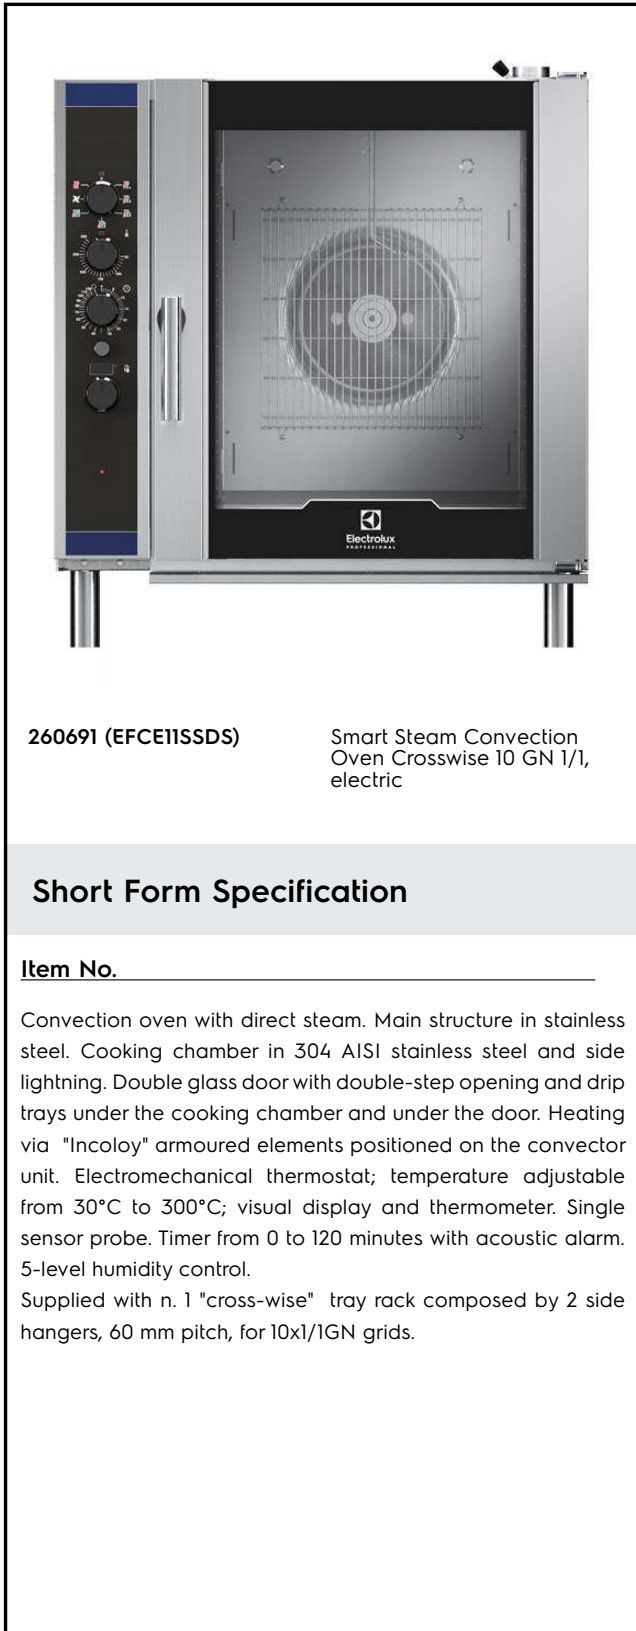 Electrolux
PROFESSIONAL
260691 (EFCE11SSDS)
Smart Steam Convection
Oven Crosswise 10 GN 1/1,
electric
Short Form Specification
Item No.
Convection oven with direct steam. Main structure in stainless
steel. Cooking chamber in 304 AISI stainless steel and side
lightning. Double glass door with double-step opening and drip
trays under the cooking chamber and under the door. Heating
via "Incoloy" armoured elements positioned on the convector
unit. Electromechanical thermostat; temperature adjustable
from 30°C to 300°C; visual display and thermometer. Single
sensor probe. Timer from 0 to 120 minutes with acoustic alarm.
5-level humidity control.
Supplied with n. 1 "cross-wise" tray rack composed by 2 side
hangers, 60 mm pitch, for 10x1/1GN grids.